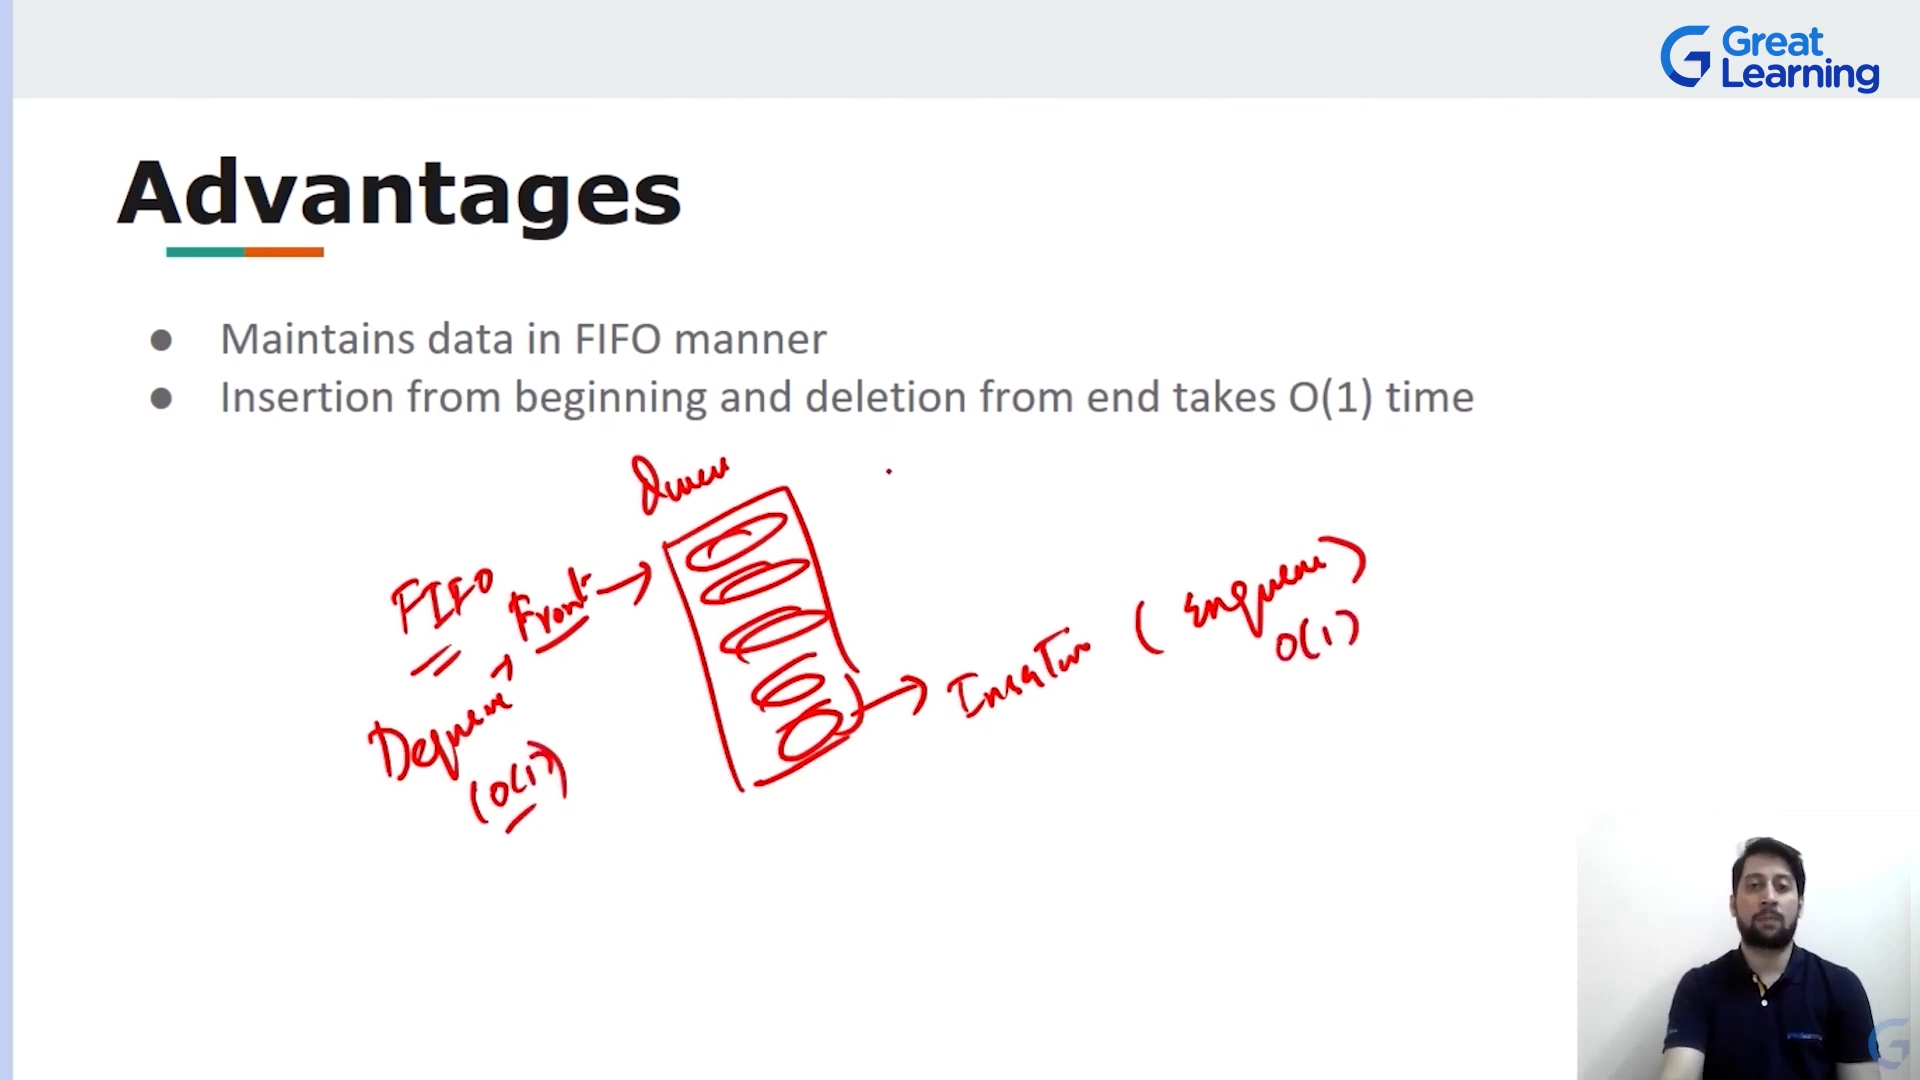 Great
Learning
Advantages
● Maintains data in FIFO manner
● Insertion from beginning and deletion from end takes O(1) time
Queue
FIFO
Front
Dequeue
(O(1))
Insertion (Enqueue)
O(1)